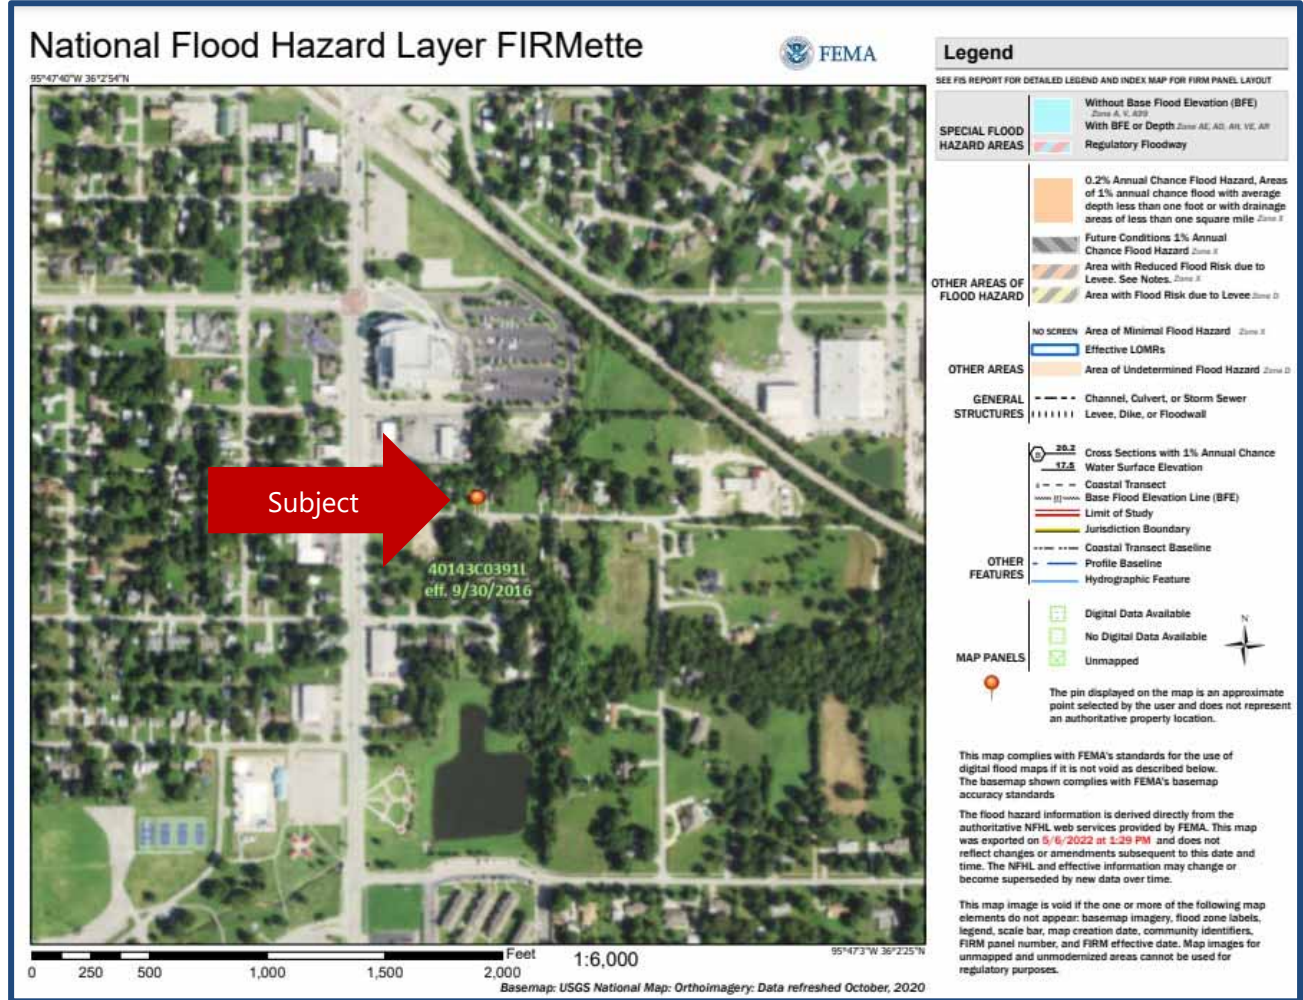 National Flood Hazard Layer FIRMette
FEMA
95°47'40"W 36°2'54"N
Subject
40143C0391L
eff. 9/30/2016
95°47'3"W 36°2'25"N
Feet
1:6,000
0 250 500 1,000 1,500 2,000
Basemap: USGS National Map: Orthoimagery: Data refreshed October, 2020
Legend
SEE FIS REPORT FOR DETAILED LEGEND AND INDEX MAP FOR FIRM PANEL LAYOUT
SPECIAL FLOOD
HAZARD AREAS
Without Base Flood Elevation (BFE)
Zone A, V, A99
With BFE or Depth Zone AE, AO, AH, VE, AR
Regulatory Floodway
OTHER AREAS OF
FLOOD HAZARD
0.2% Annual Chance Flood Hazard, Areas
of 1% annual chance flood with average
depth less than one foot or with drainage
areas of less than one square mile Zone X
Future Conditions 1% Annual
Chance Flood Hazard Zone X
Area with Reduced Flood Risk due to
Levee. See Notes. Zone X
Area with Flood Risk due to Levee Zone D
OTHER AREAS
NO SCREEN Area of Minimal Flood Hazard Zone X
Effective LOMRs
Area of Undetermined Flood Hazard Zone D
GENERAL
STRUCTURES
Channel, Culvert, or Storm Sewer
Levee, Dike, or Floodwall
OTHER
FEATURES
B 20.2 Cross Sections with 1% Annual Chance
17.5 Water Surface Elevation
8 Coastal Transect
Base Flood Elevation Line (BFE)
Limit of Study
Jurisdiction Boundary
Coastal Transect Baseline
Profile Baseline
Hydrographic Feature
MAP PANELS
Digital Data Available
No Digital Data Available
Unmapped
N
The pin displayed on the map is an approximate
point selected by the user and does not represent
an authoritative property location.
This map complies with FEMA's standards for the use of
digital flood maps if it is not void as described below.
The basemap shown complies with FEMA's basemap
accuracy standards
The flood hazard information is derived directly from the
authoritative NFHL web services provided by FEMA. This map
was exported on 5/6/2022 at 1:29 PM and does not
reflect changes or amendments subsequent to this date and
time. The NFHL and effective information may change or
become superseded by new data over time.
This map image is void if the one or more of the following map
elements do not appear: basemap imagery, flood zone labels,
legend, scale bar, map creation date, community identifiers,
FIRM panel number, and FIRM effective date. Map images for
unmapped and unmodernized areas cannot be used for
regulatory purposes.